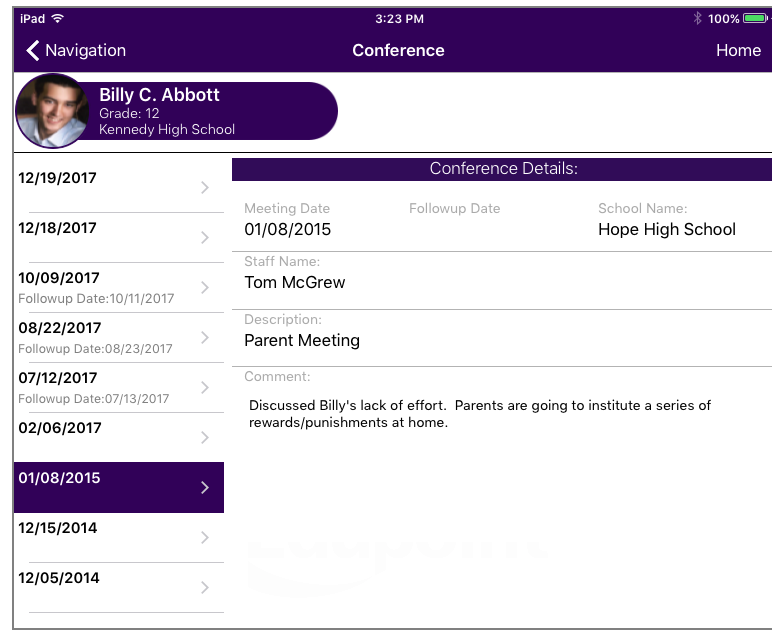 iPad 3:23 PM 100%
Navigation Conference Home
Billy C. Abbott
Grade: 12
Kennedy High School
12/19/2017
12/18/2017
10/09/2017
Followup Date:10/11/2017
08/22/2017
Followup Date:08/23/2017
07/12/2017
Followup Date:07/13/2017
02/06/2017
01/08/2015
12/15/2014
12/05/2014
Conference Details:
Meeting Date Followup Date School Name:
01/08/2015 Hope High School
Staff Name:
Tom McGrew
Description:
Parent Meeting
Comment:
Discussed Billy's lack of effort.  Parents are going to institute a series of
rewards/punishments at home.